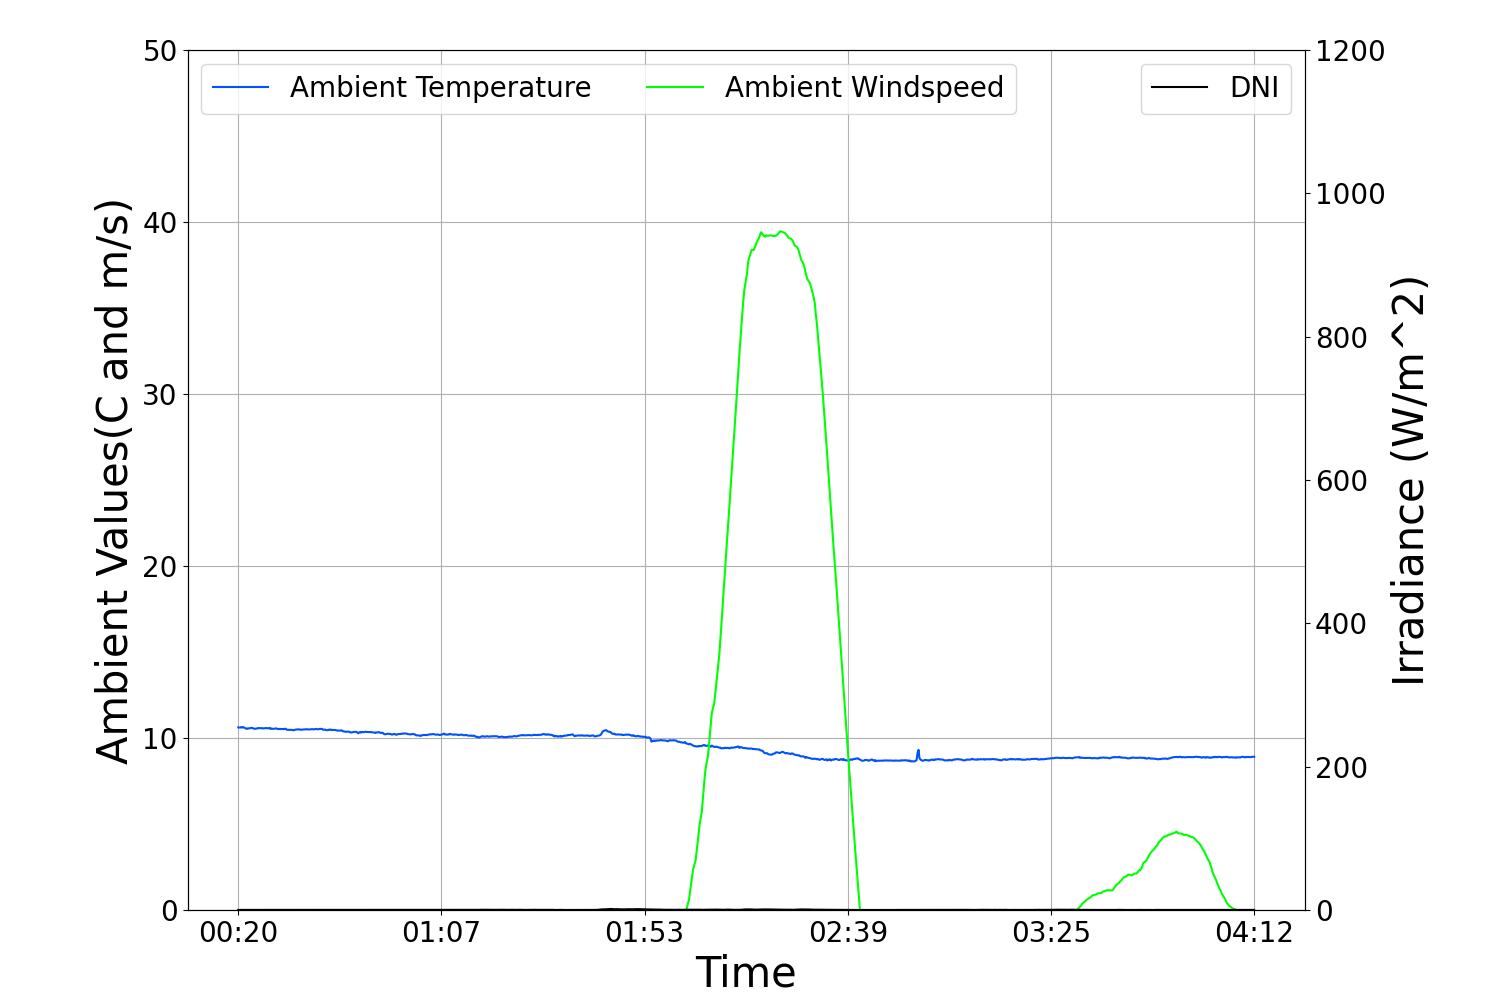 Ambient Temperature Ambient Windspeed DNI
Ambient Values(C and m/s)
50
40
30
20
10
0
1200
1000
800
600
400
200
0
Irradiance (W/m^2)
00:20 01:07 01:53 02:39 03:25 04:12
Time